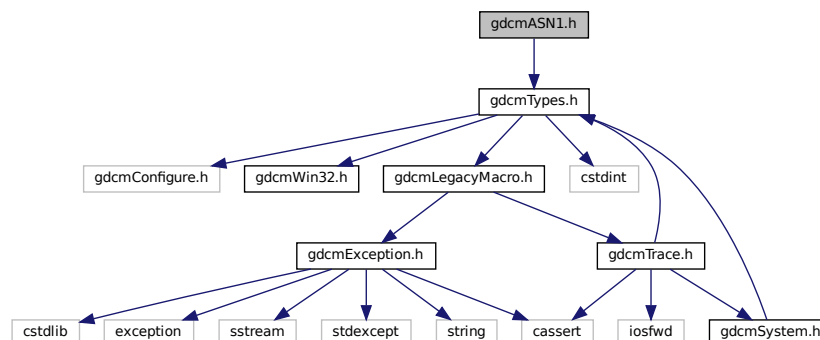 gdcmASN1.h
gdcmTypes.h
gdcmConfigure.h
gdcmWin32.h
gdcmLegacyMacro.h
cstdint
gdcmException.h
gdcmTrace.h
cstdlib
exception
sstream
stdexcept
string
cassert
iosfwd
gdcmSystem.h